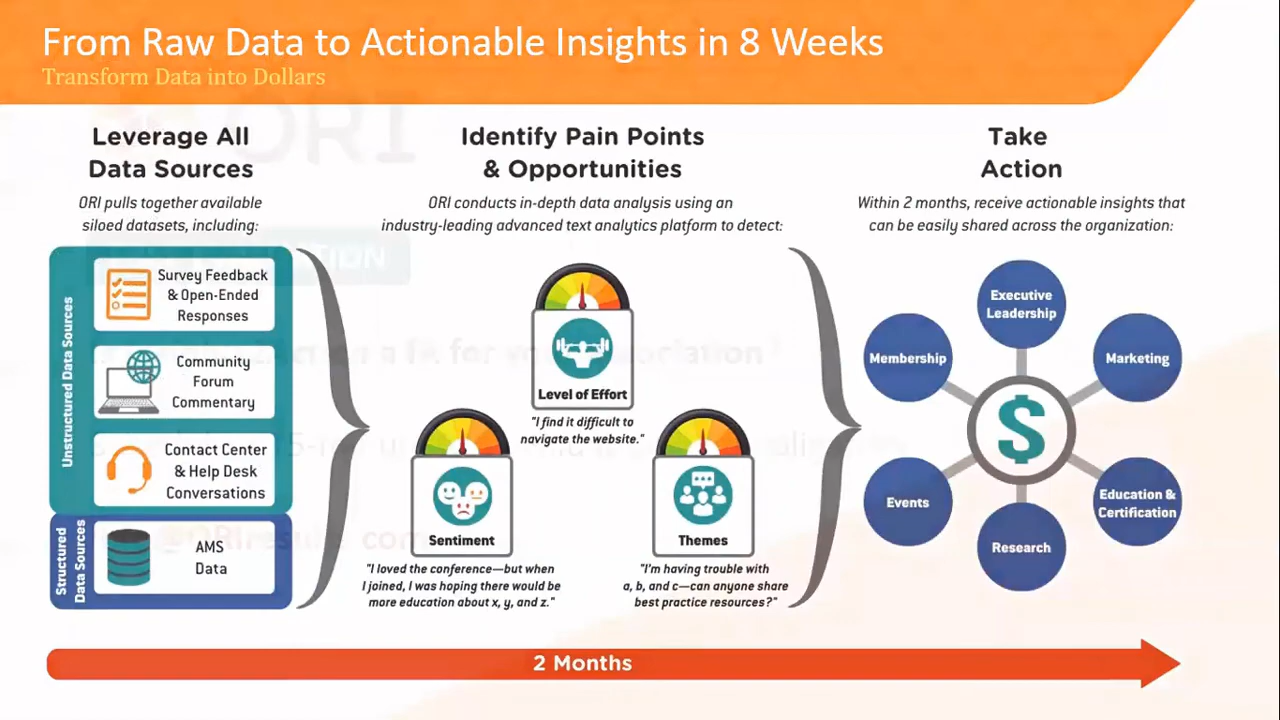 From Raw Data to Actionable Insights in 8 Weeks
Transform Data into Dollars
Leverage All
Data Sources
ORI pulls together available
siloed datasets, including:
Unstructured Data Sources
Survey Feedback
& Open-Ended
Responses
Community
Forum
Commentary
Contact Center
& Help Desk
Conversations
Structured
Data Sources
AMS
Data
Identify Pain Points
& Opportunities
ORI conducts in-depth data analysis using an
industry-leading advanced text analytics platform to detect:
Level of Effort
"I find it difficult to
navigate the website."
Sentiment
"I loved the conference—but when
I joined, I was hoping there would be
more education about x, y, and z."
Themes
"I'm having trouble with
a, b, and c—can anyone share
best practice resources?"
Take
Action
Within 2 months, receive actionable insights that
can be easily shared across the organization:
Executive
Leadership
Membership
Marketing
$
Events
Education &
Certification
Research
2 Months
ORI